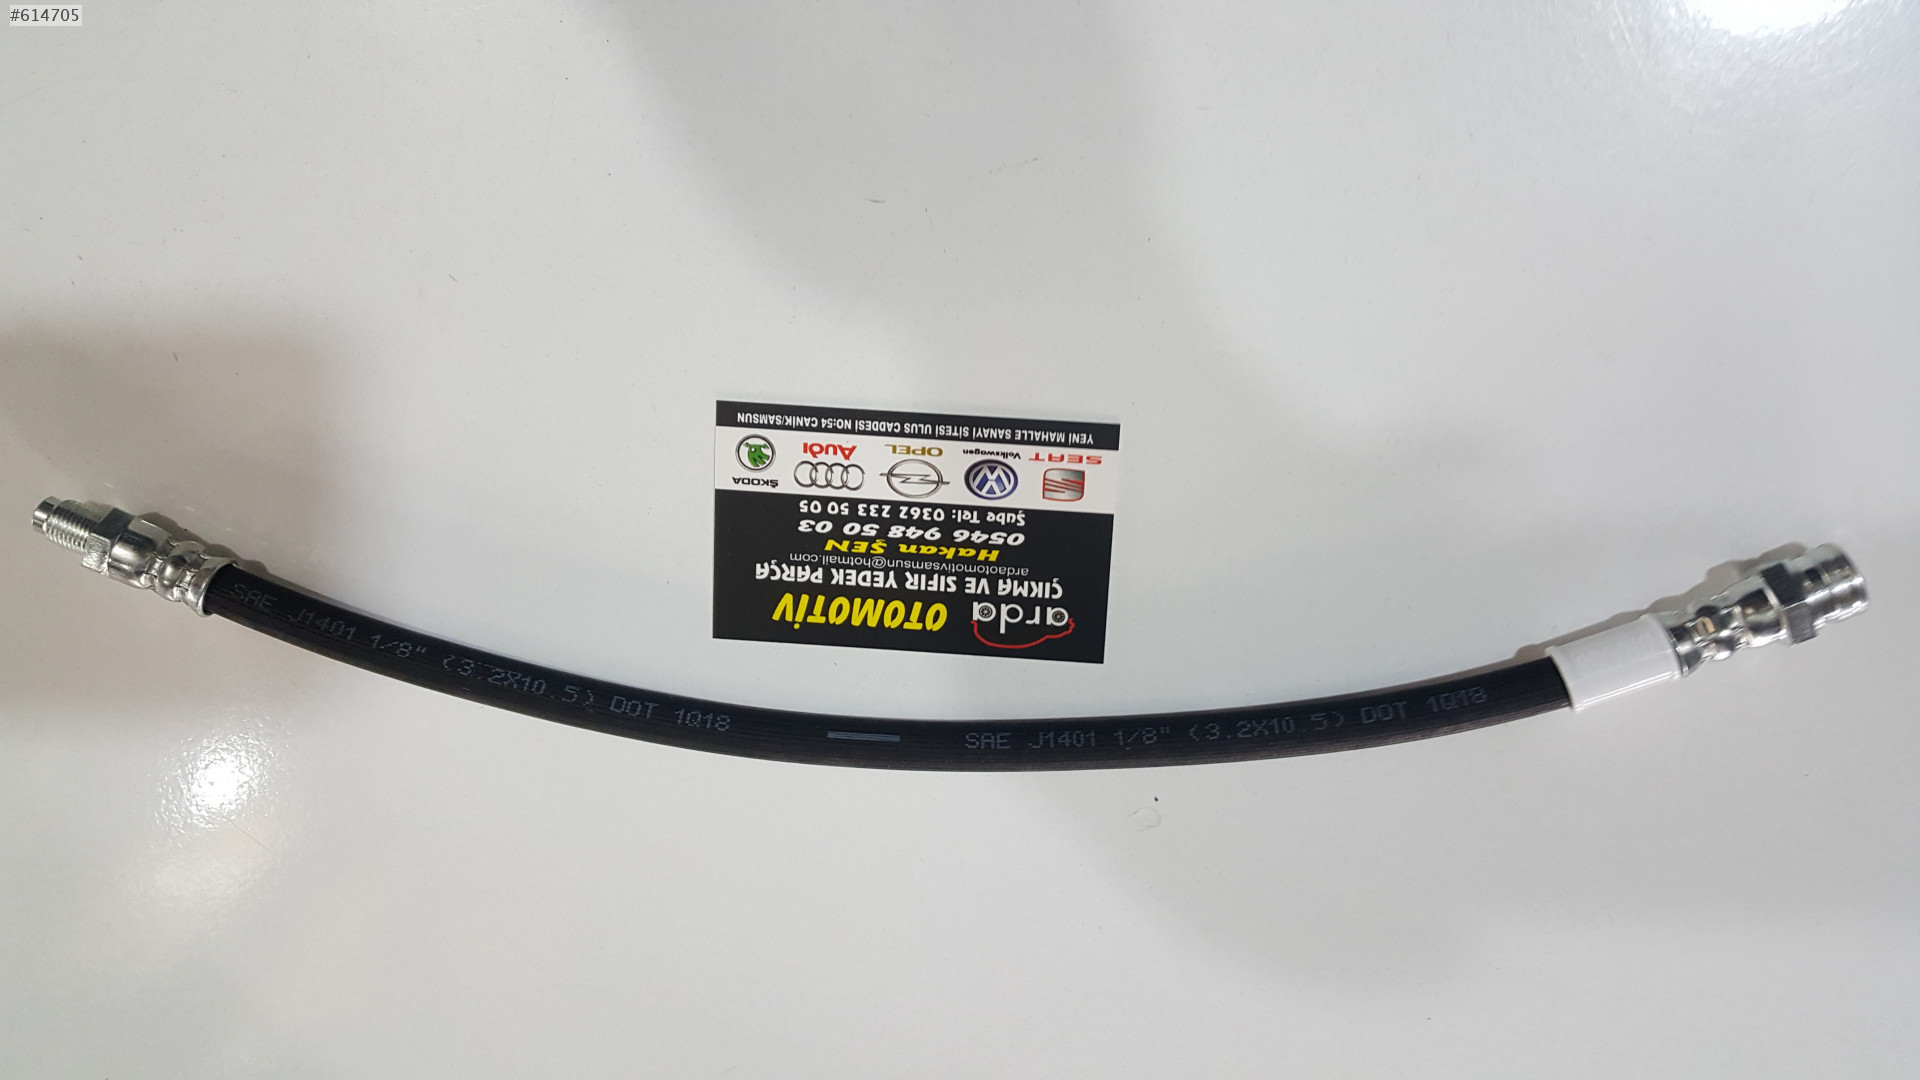 #614705
arda OTOMOTİV
ÇIKMA VE SIFIR YEDEK PARÇA
ardaotomotivsamsun@hotmail.com
Hakan ŞEN
0546 948 50 03
Şube Tel: 0362 233 50 05
SEAT Volkswagen OPEL Audi ŠKODA
YENİ MAHALLE SANAYİ SİTESİ ULUS CADDESİ NO:54 CANİK/SAMSUN
SAE J1401 1/8" (3.2X10.5) DOT 1Q18
SAE J1401 1/8" (3.2X10.5) DOT 1Q18